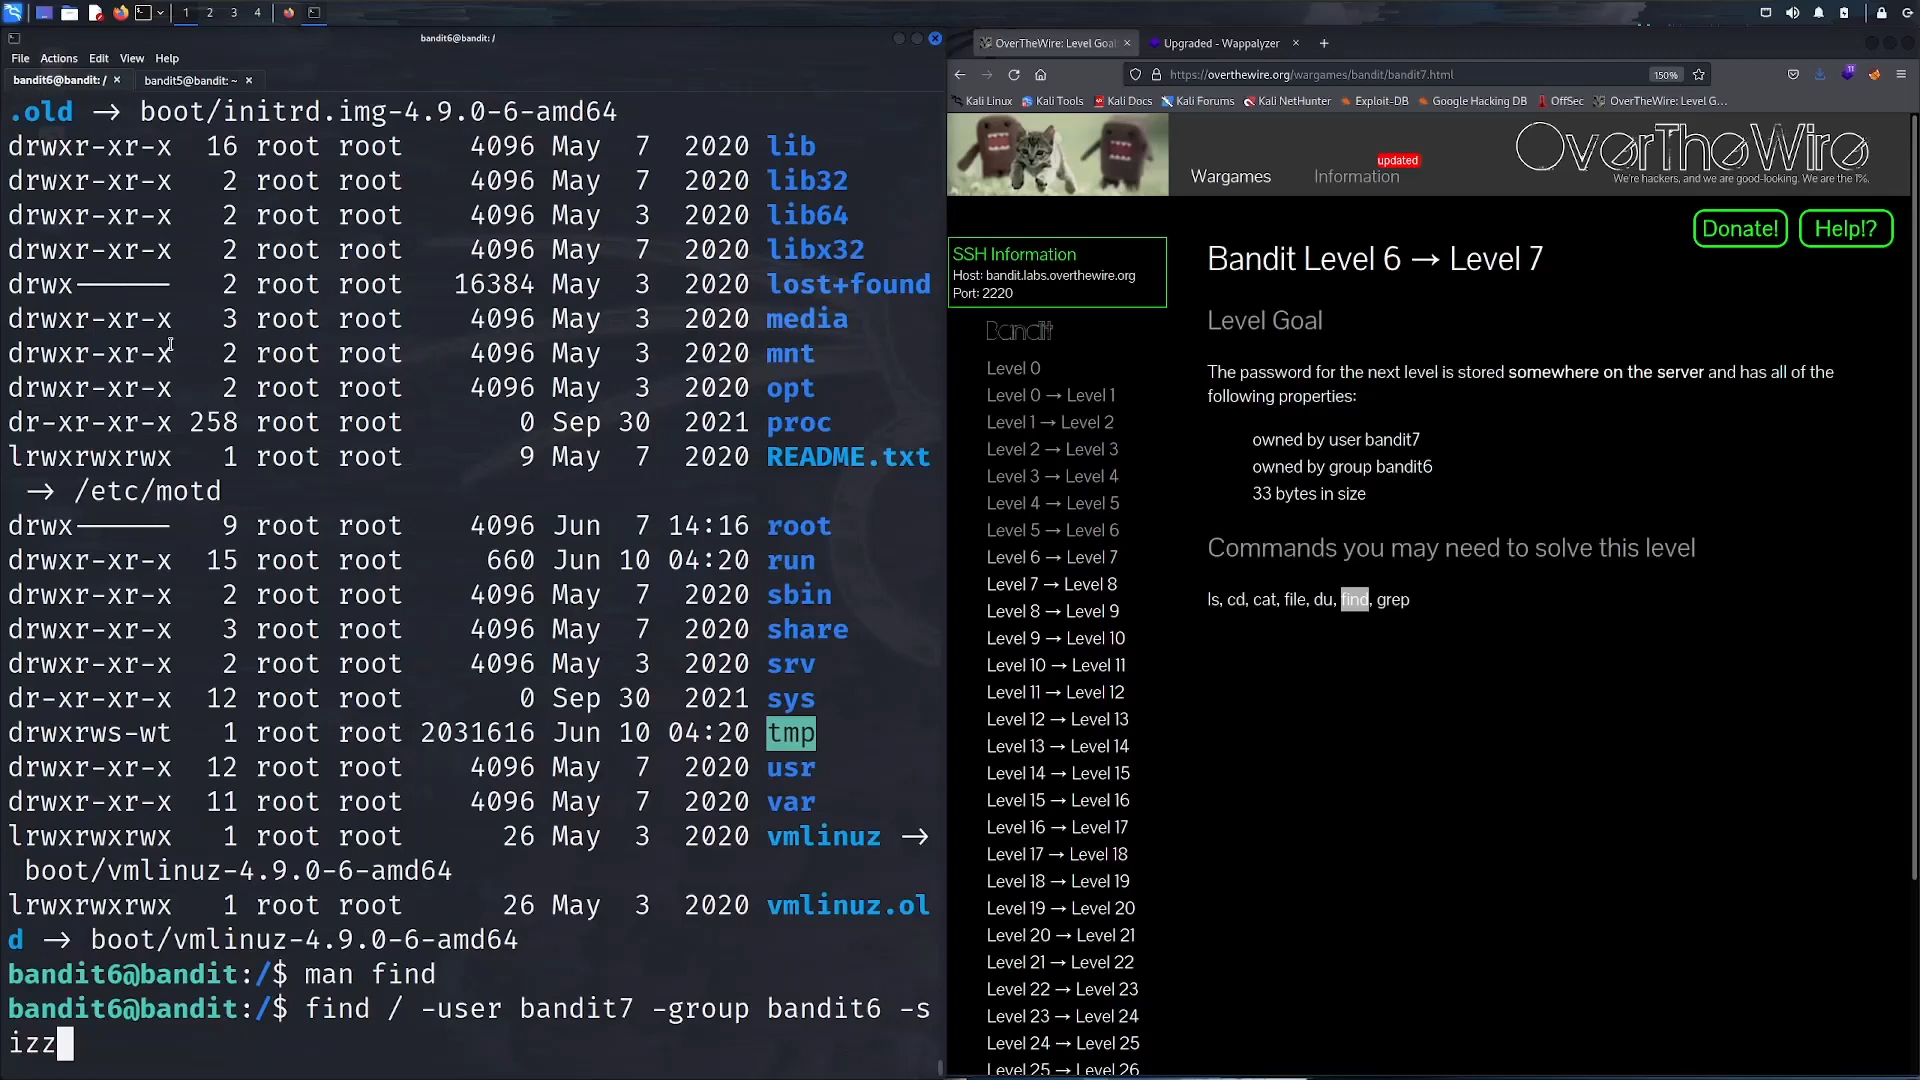 1 2 3 4
bandit6@bandit: /
File Actions Edit View Help
bandit6@bandit: / × bandit5@bandit: ~ ×
.old → boot/initrd.img-4.9.0-6-amd64
drwxr-xr-x 16 root root 4096 May 7 2020 lib
drwxr-xr-x 2 root root 4096 May 7 2020 lib32
drwxr-xr-x 2 root root 4096 May 3 2020 lib64
drwxr-xr-x 2 root root 4096 May 7 2020 libx32
drwx------ 2 root root 16384 May 3 2020 lost+found
drwxr-xr-x 3 root root 4096 May 3 2020 media
drwxr-xr-x 2 root root 4096 May 3 2020 mnt
drwxr-xr-x 2 root root 4096 May 3 2020 opt
dr-xr-xr-x 258 root root 0 Sep 30 2021 proc
lrwxrwxrwx 1 root root 9 May 7 2020 README.txt
→ /etc/motd
drwx------ 9 root root 4096 Jun 7 14:16 root
drwxr-xr-x 15 root root 660 Jun 10 04:20 run
drwxr-xr-x 2 root root 4096 May 7 2020 sbin
drwxr-xr-x 3 root root 4096 May 7 2020 share
drwxr-xr-x 2 root root 4096 May 3 2020 srv
dr-xr-xr-x 12 root root 0 Sep 30 2021 sys
drwxrws-wt 1 root root 2031616 Jun 10 04:20 tmp
drwxr-xr-x 12 root root 4096 May 7 2020 usr
drwxr-xr-x 11 root root 4096 May 7 2020 var
lrwxrwxrwx 1 root root 26 May 3 2020 vmlinuz →
boot/vmlinuz-4.9.0-6-amd64
lrwxrwxrwx 1 root root 26 May 3 2020 vmlinuz.ol
d → boot/vmlinuz-4.9.0-6-amd64
bandit6@bandit:/$ man find
bandit6@bandit:/$ find / -user bandit7 -group bandit6 -s
izz
OverTheWire: Level Goal × Upgraded - Wappalyzer × +
https://overthewire.org/wargames/bandit/bandit7.html 150%
Kali Linux Kali Tools Kali Docs Kali Forums Kali NetHunter Exploit-DB Google Hacking DB OffSec OverTheWire: Level G...
Wargames Information updated
OverTheWire
We're hackers, and we are good-looking. We are the 1%.
Donate! Help!?
SSH Information
Host: bandit.labs.overthewire.org
Port: 2220
Bandit
Level 0
Level 0 → Level 1
Level 1 → Level 2
Level 2 → Level 3
Level 3 → Level 4
Level 4 → Level 5
Level 5 → Level 6
Level 6 → Level 7
Level 7 → Level 8
Level 8 → Level 9
Level 9 → Level 10
Level 10 → Level 11
Level 11 → Level 12
Level 12 → Level 13
Level 13 → Level 14
Level 14 → Level 15
Level 15 → Level 16
Level 16 → Level 17
Level 17 → Level 18
Level 18 → Level 19
Level 19 → Level 20
Level 20 → Level 21
Level 21 → Level 22
Level 22 → Level 23
Level 23 → Level 24
Level 24 → Level 25
Level 25 → Level 26
Bandit Level 6 → Level 7
Level Goal
The password for the next level is stored somewhere on the server and has all of the
following properties:
owned by user bandit7
owned by group bandit6
33 bytes in size
Commands you may need to solve this level
ls, cd, cat, file, du, find, grep